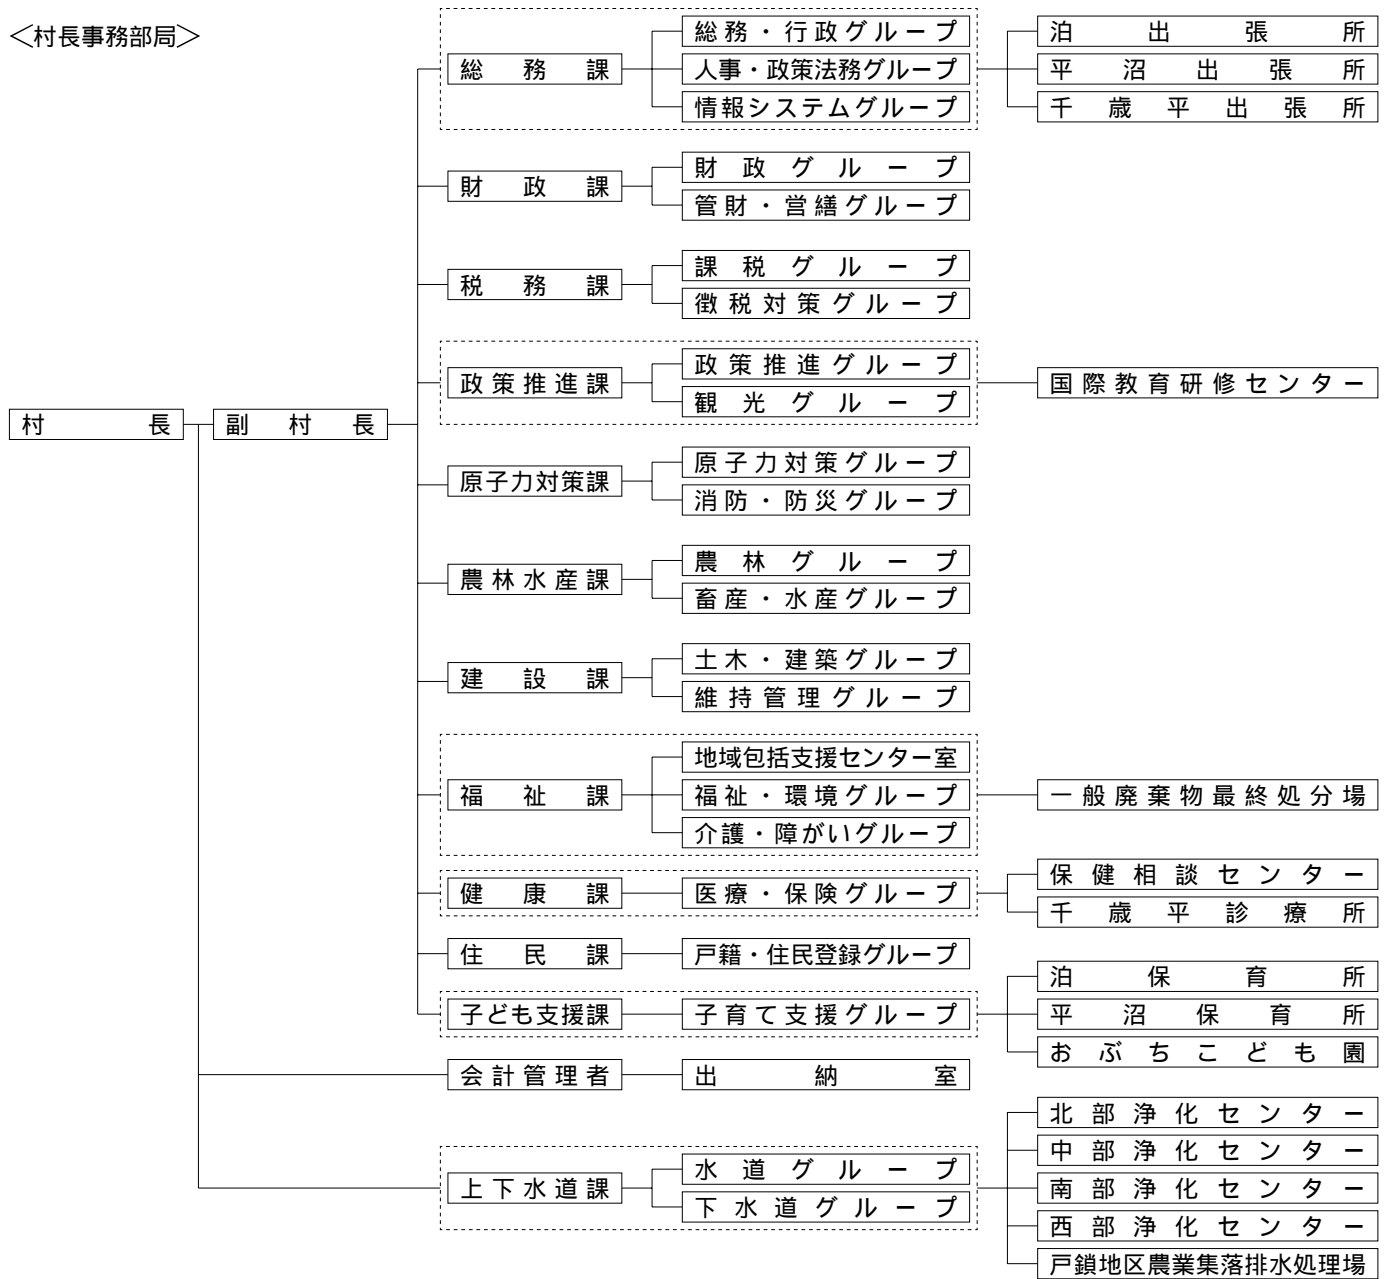 ＜村長事務部局＞
村長
副村長
総務課
総務・行政グループ
人事・政策法務グループ
情報システムグループ
泊出張所
平沼出張所
千歳平出張所
財政課
財政グループ
管財・営繕グループ
税務課
課税グループ
徴税対策グループ
政策推進課
政策推進グループ
観光グループ
国際教育研修センター
原子力対策課
原子力対策グループ
消防・防災グループ
農林水産課
農林グループ
畜産・水産グループ
建設課
土木・建築グループ
維持管理グループ
福祉課
地域包括支援センター室
福祉・環境グループ
介護・障がいグループ
一般廃棄物最終処分場
健康課
医療・保険グループ
保健相談センター
千歳平診療所
住民課
戸籍・住民登録グループ
子ども支援課
子育て支援グループ
泊保育所
平沼保育所
おぶちこども園
会計管理者
出納室
上下水道課
水道グループ
下水道グループ
北部浄化センター
中部浄化センター
南部浄化センター
西部浄化センター
戸鎖地区農業集落排水処理場